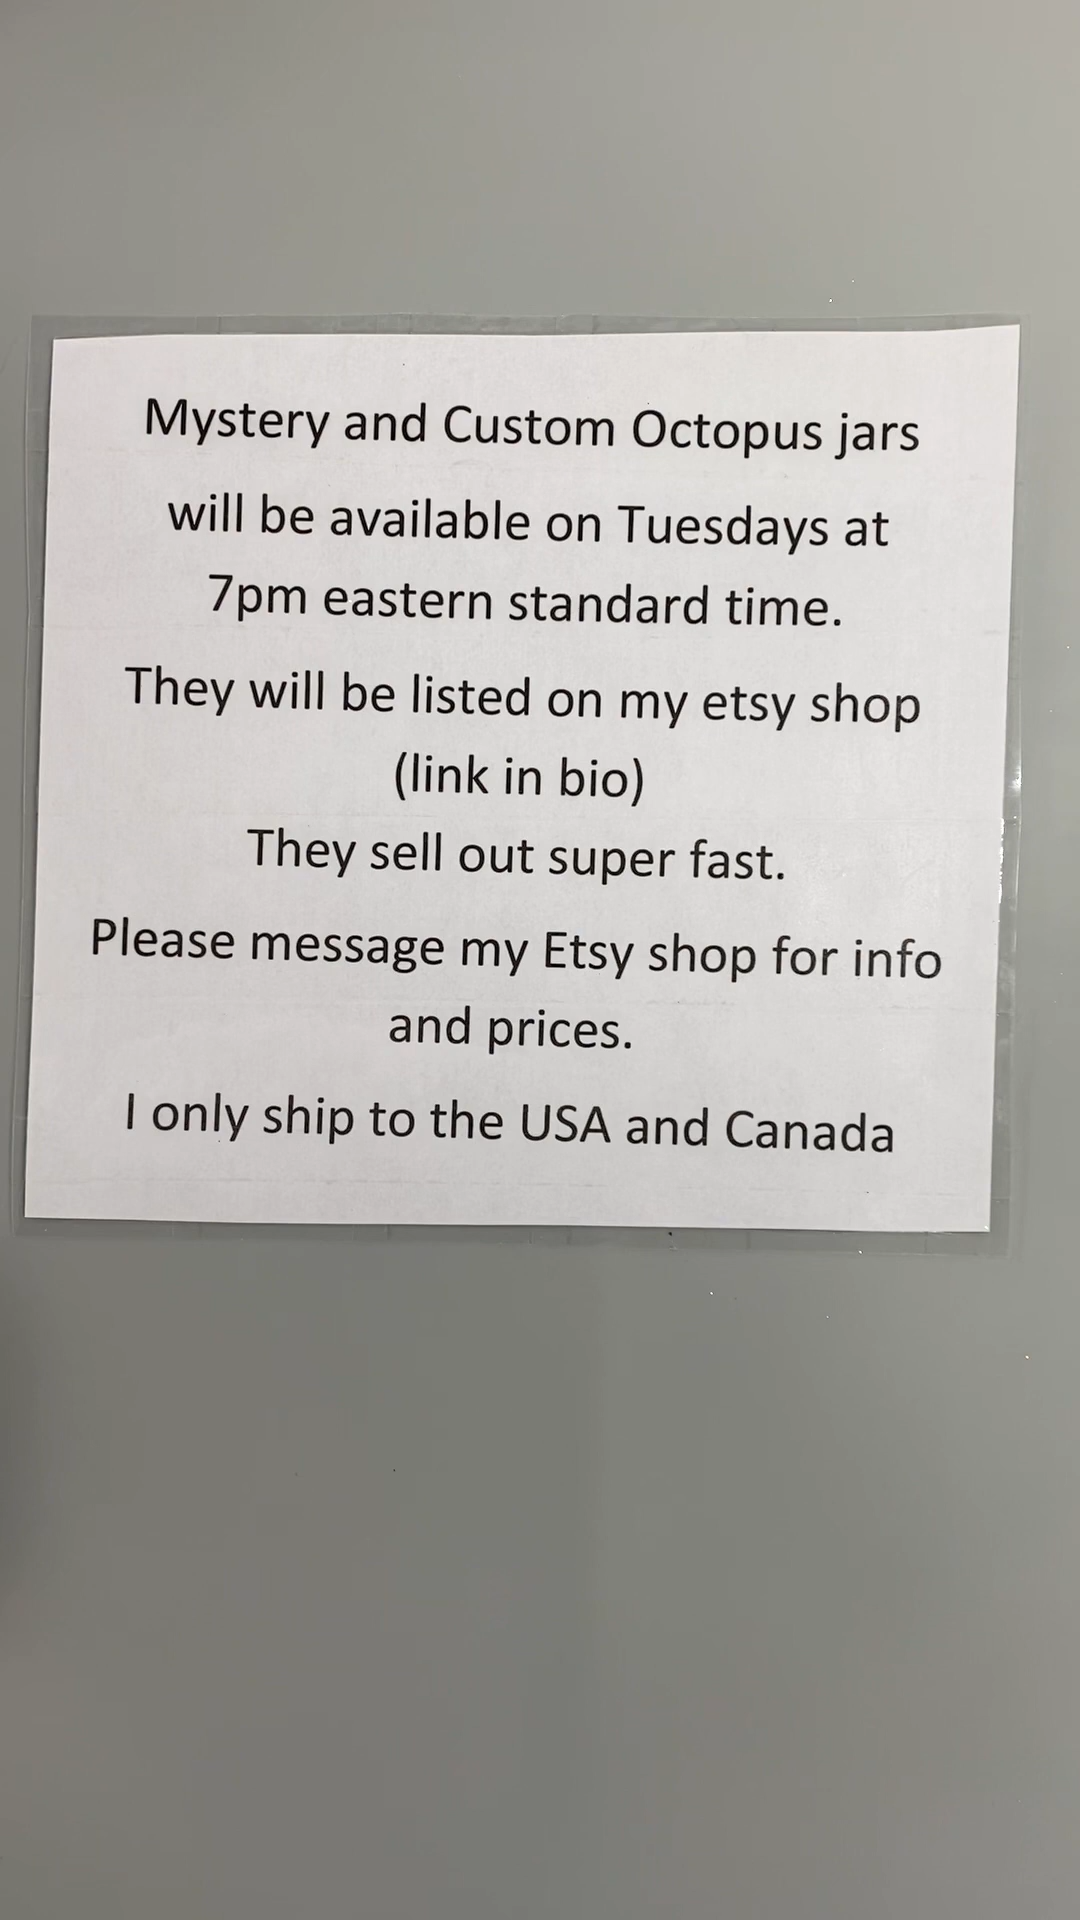 Mystery and Custom Octopus jars
will be available on Tuesdays at
7pm eastern standard time.
They will be listed on my etsy shop
(link in bio)
They sell out super fast.
Please message my Etsy shop for info
and prices.
I only ship to the USA and Canada